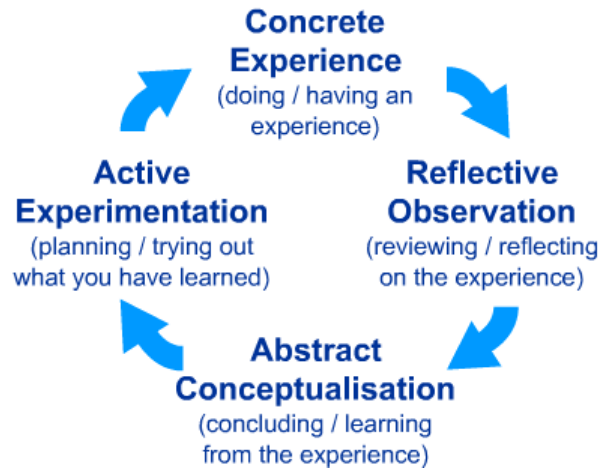 Concrete
Experience
(doing / having an
experience)
Reflective
Observation
(reviewing / reflecting
on the experience)
Abstract
Conceptualisation
(concluding / learning
from the experience)
Active
Experimentation
(planning / trying out
what you have learned)